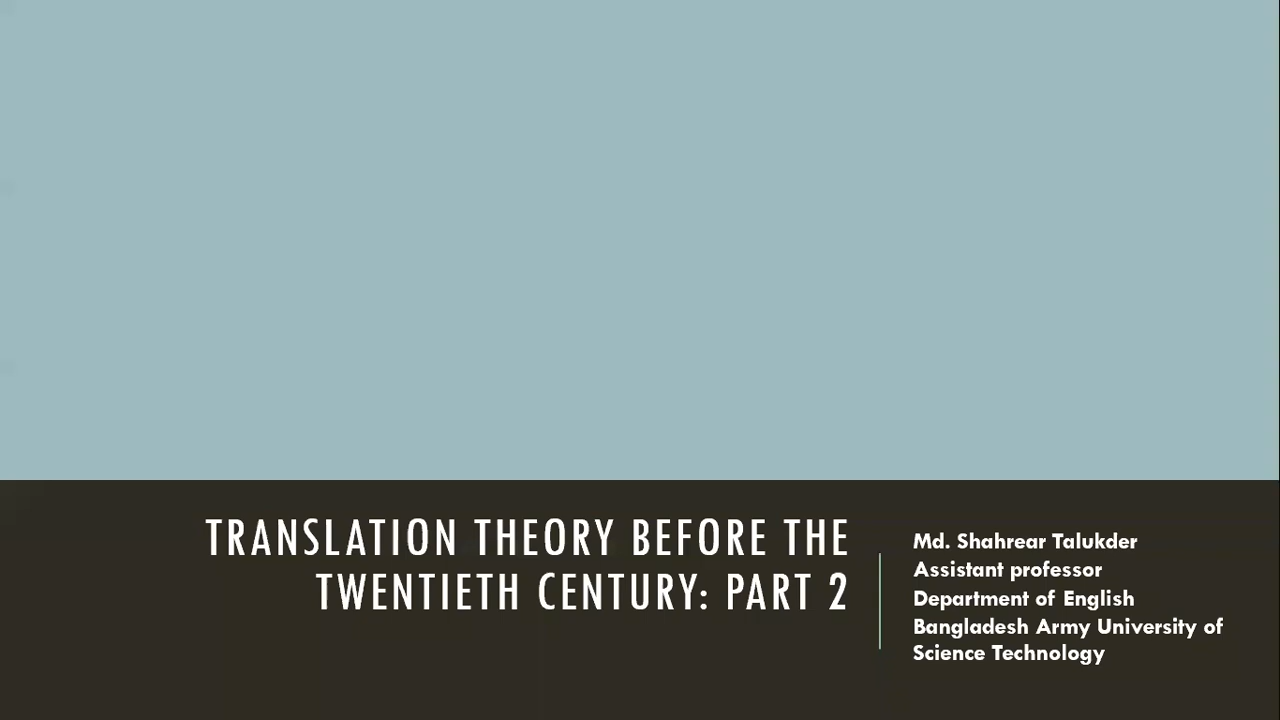 TRANSLATION THEORY BEFORE THE
TWENTIETH CENTURY: PART 2
Md. Shahrear Talukder
Assistant professor
Department of English
Bangladesh Army University of
Science Technology